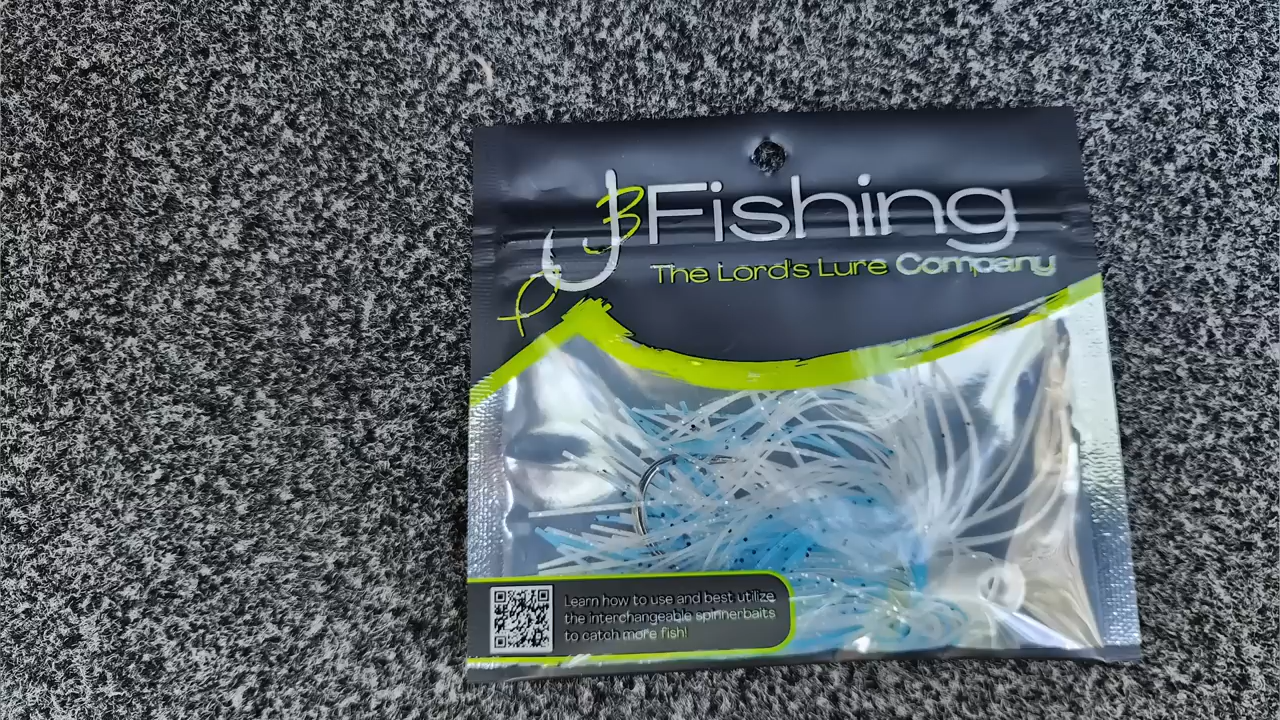 J3Fishing
The Lord's Lure Company
Learn how to use and best utilize
the interchangeable spinnerbaits
to catch more fish!